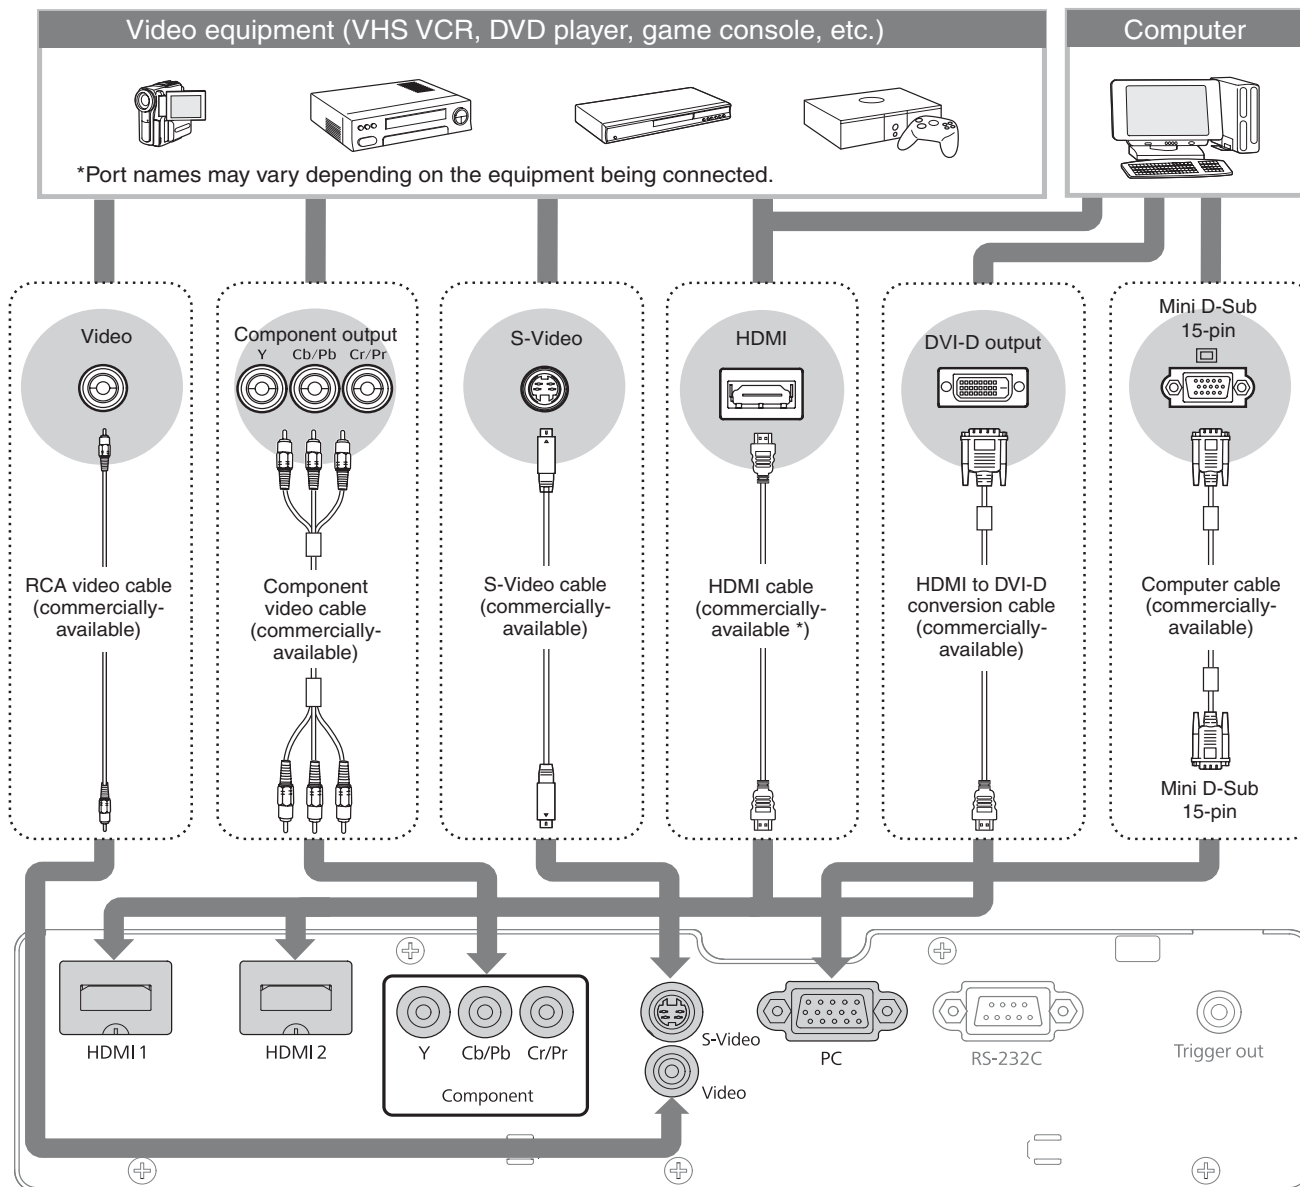 Video equipment (VHS VCR, DVD player, game console, etc.)
Computer
*Port names may vary depending on the equipment being connected.
Video
Component output
Y Cb/Pb Cr/Pr
S-Video
HDMI
DVI-D output
Mini D-Sub
15-pin
RCA video cable
(commercially-
available)
Component
video cable
(commercially-
available)
S-Video cable
(commercially-
available)
HDMI cable
(commercially-
available *)
HDMI to DVI-D
conversion cable
(commercially-
available)
Computer cable
(commercially-
available)
Mini D-Sub
15-pin
HDMI 1
HDMI 2
Y Cb/Pb Cr/Pr
Component
S-Video
Video
PC
RS-232C
Trigger out